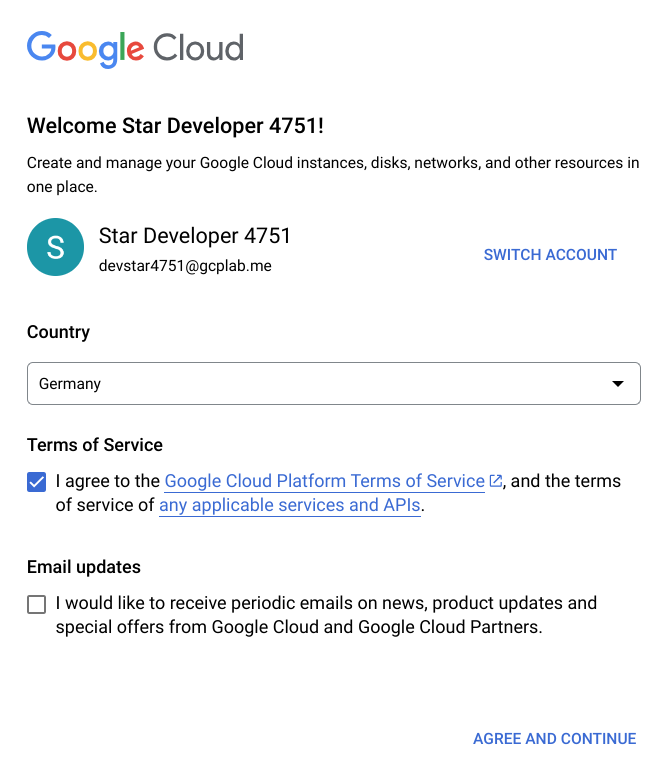 Google Cloud
Welcome Star Developer 4751!
Create and manage your Google Cloud instances, disks, networks, and other resources in
one place.
S
Star Developer 4751
devstar4751@gcplab.me
SWITCH ACCOUNT
Country
Germany
Terms of Service
I agree to the Google Cloud Platform Terms of Service, and the terms
of service of any applicable services and APIs.
Email updates
I would like to receive periodic emails on news, product updates and
special offers from Google Cloud and Google Cloud Partners.
AGREE AND CONTINUE